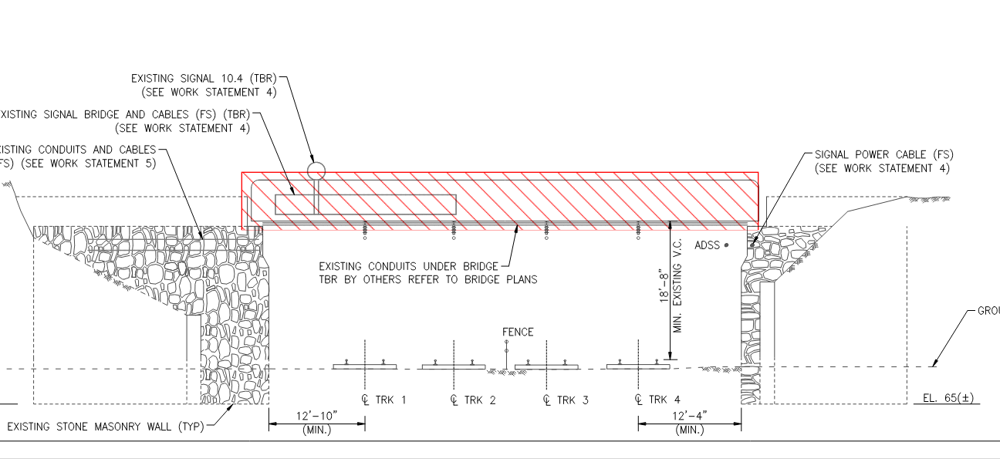 EXISTING SIGNAL 10.4 (TBR)
(SEE WORK STATEMENT 4)
XISTING SIGNAL BRIDGE AND CABLES (FS) (TBR)
(SEE WORK STATEMENT 4)
XISTING CONDUITS AND CABLES
FS) (SEE WORK STATEMENT 5)
SIGNAL POWER CABLE (FS)
(SEE WORK STATEMENT 4)
ADSS
EXISTING CONDUITS UNDER BRIDGE
TBR BY OTHERS REFER TO BRIDGE PLANS
18'-8"
MIN. EXISTING V.C.
FENCE
GROU
℄ TRK 1
℄ TRK 2
℄ TRK 3
℄ TRK 4
EL. 65(±)
12'-10"
(MIN.)
12'-4"
(MIN.)
EXISTING STONE MASONRY WALL (TYP)